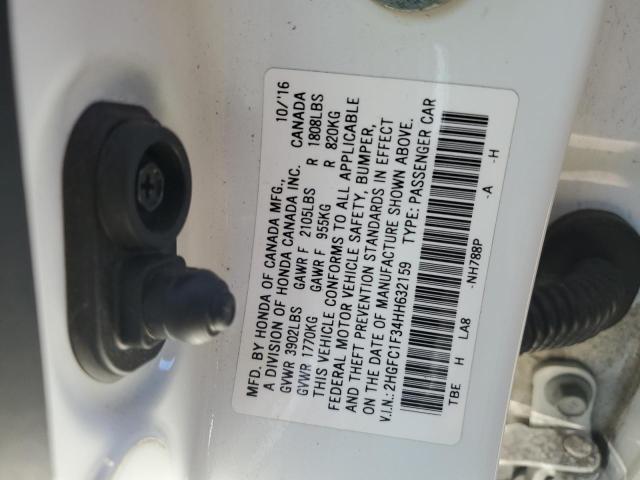 MFD. BY HONDA OF CANADA MFG., 10/'16
A DIVISION OF HONDA CANADA INC. CANADA
GVWR 3902LBS GAWR F 2105LBS R 1808LBS
GVWR 1770KG GAWR F 955KG R 820KG
THIS VEHICLE CONFORMS TO ALL APPLICABLE
FEDERAL MOTOR VEHICLE SAFETY, BUMPER,
AND THEFT PREVENTION STANDARDS IN EFFECT
ON THE DATE OF MANUFACTURE SHOWN ABOVE.
V.I.N.: 2HGFC1F34HH632159 TYPE: PASSENGER CAR
TBE H LA8 -NH788P -A -H